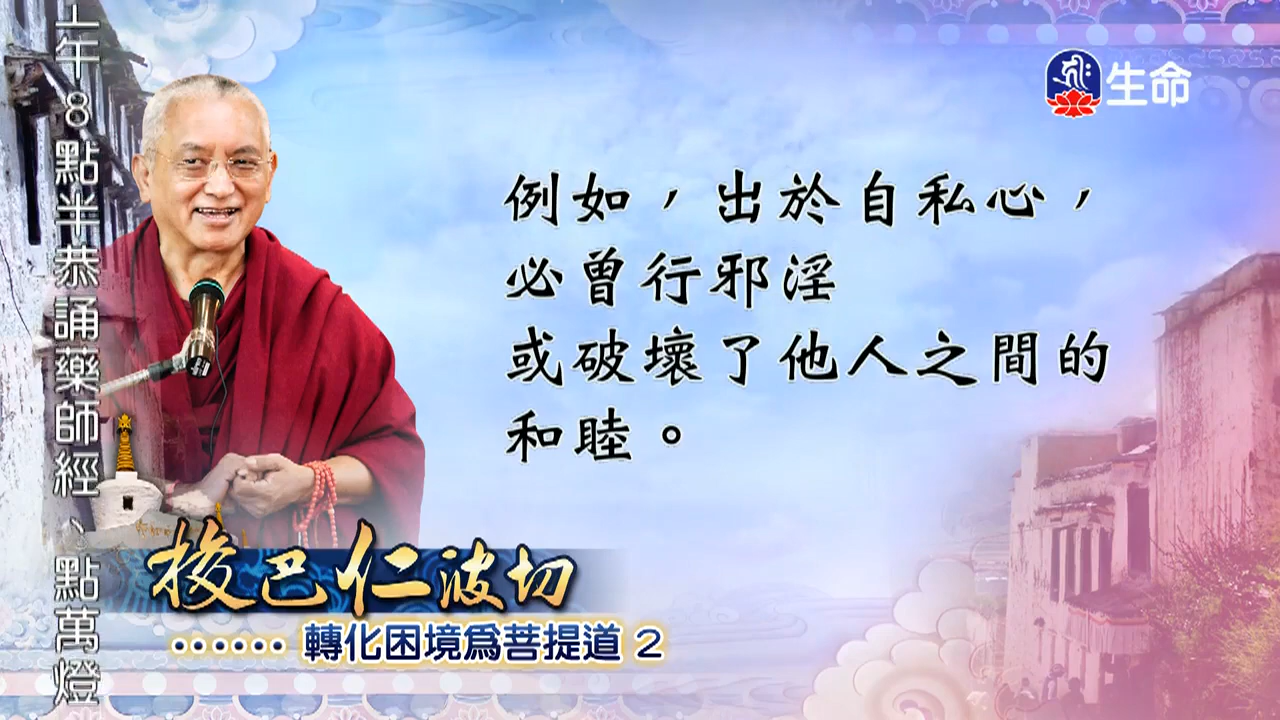 上午8點半恭誦藥師經、點萬燈
生命
例如，出於自私心，
必曾行邪淫
或破壞了他人之間的
和睦。
梭巴仁波切
…… 轉化困境為菩提道 2